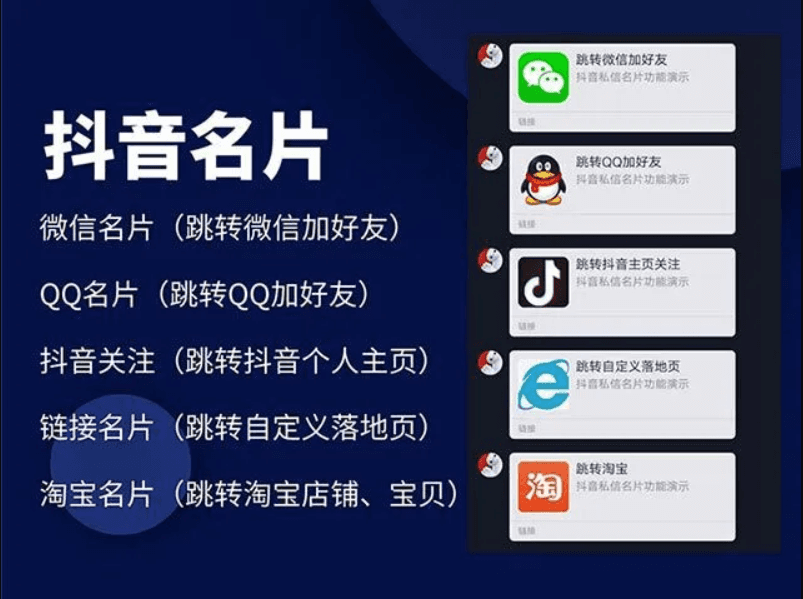 抖音名片
微信名片（跳转微信加好友）
QQ名片（跳转QQ加好友）
抖音关注（跳转抖音个人主页）
链接名片（跳转自定义落地页）
淘宝名片（跳转淘宝店铺、宝贝）
跳转微信加好友
抖音私信名片功能演示
链接
跳转QQ加好友
抖音私信名片功能演示
链接
跳转抖音主页关注
抖音私信名片功能演示
链接
跳转自定义落地页
抖音私信名片功能演示
链接
淘
跳转淘宝
抖音私信名片功能演示
链接